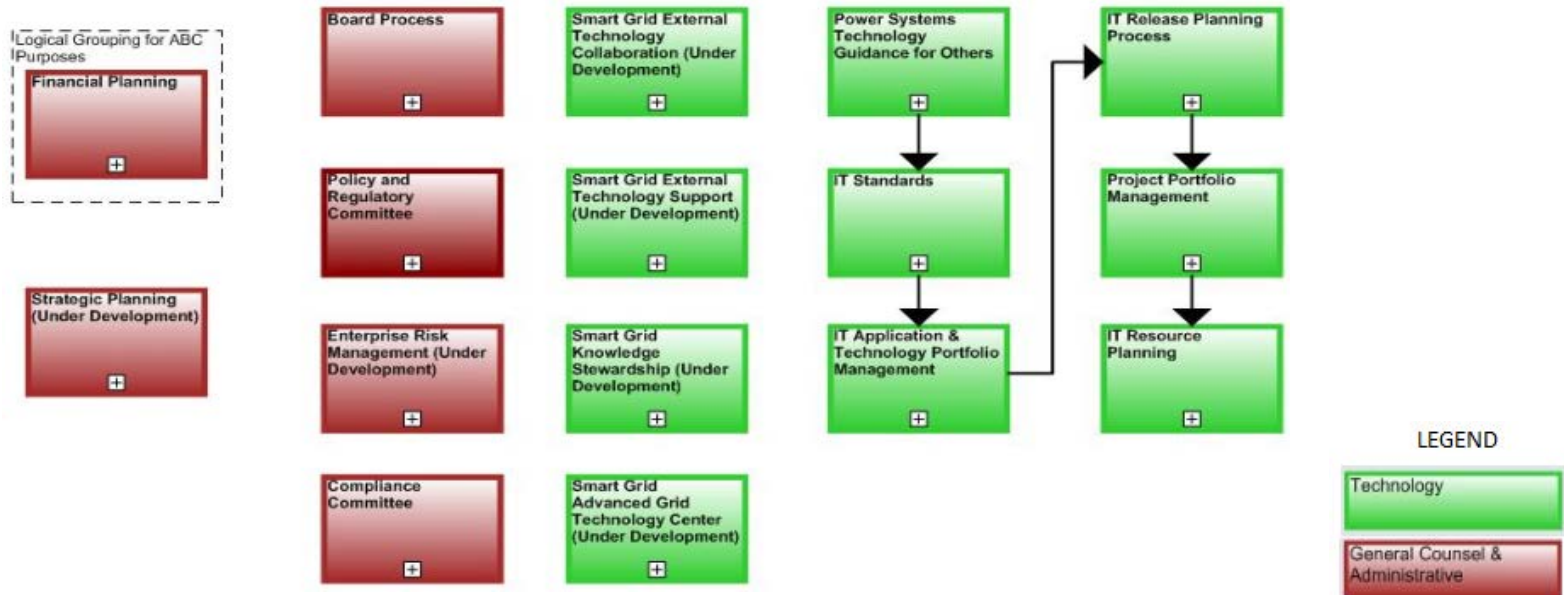 Logical Grouping for ABC
Purposes
Financial Planning
Strategic Planning
(Under Development)
Board Process
Policy and
Regulatory
Committee
Enterprise Risk
Management (Under
Development)
Compliance
Committee
Smart Grid External
Technology
Collaboration (Under
Development)
Smart Grid External
Technology Support
(Under Development)
Smart Grid
Knowledge
Stewardship (Under
Development)
Smart Grid
Advanced Grid
Technology Center
(Under Development)
Power Systems
Technology
Guidance for Others
IT Standards
IT Application &
Technology Portfolio
Management
IT Release Planning
Process
Project Portfolio
Management
IT Resource
Planning
LEGEND
Technology
General Counsel &
Administrative